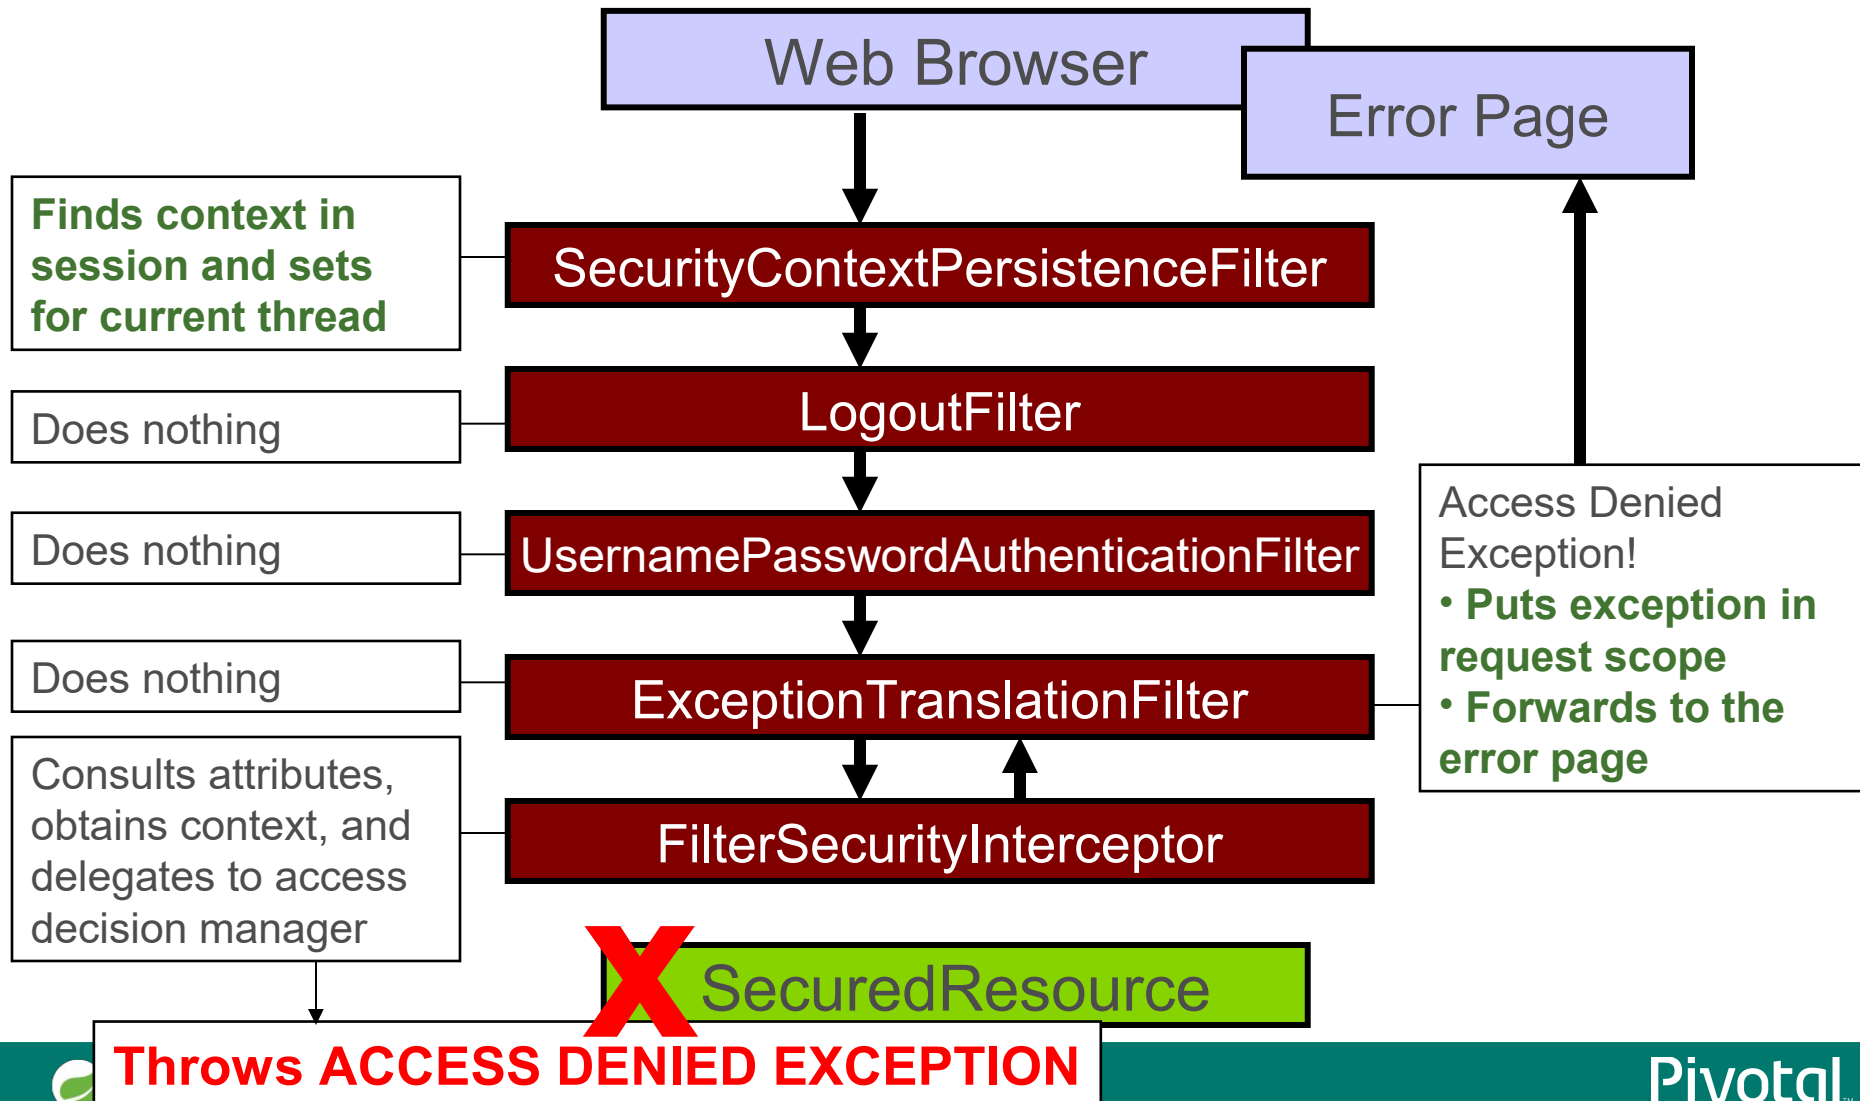 Web Browser
Error Page
Finds context in
session and sets
for current thread
SecurityContextPersistenceFilter
Does nothing
LogoutFilter
Does nothing
UsernamePasswordAuthenticationFilter
Does nothing
ExceptionTranslationFilter
Access Denied
Exception!
• Puts exception in
request scope
• Forwards to the
error page
Consults attributes,
obtains context, and
delegates to access
decision manager
FilterSecurityInterceptor
X
SecuredResource
Throws ACCESS DENIED EXCEPTION
Pivotal™